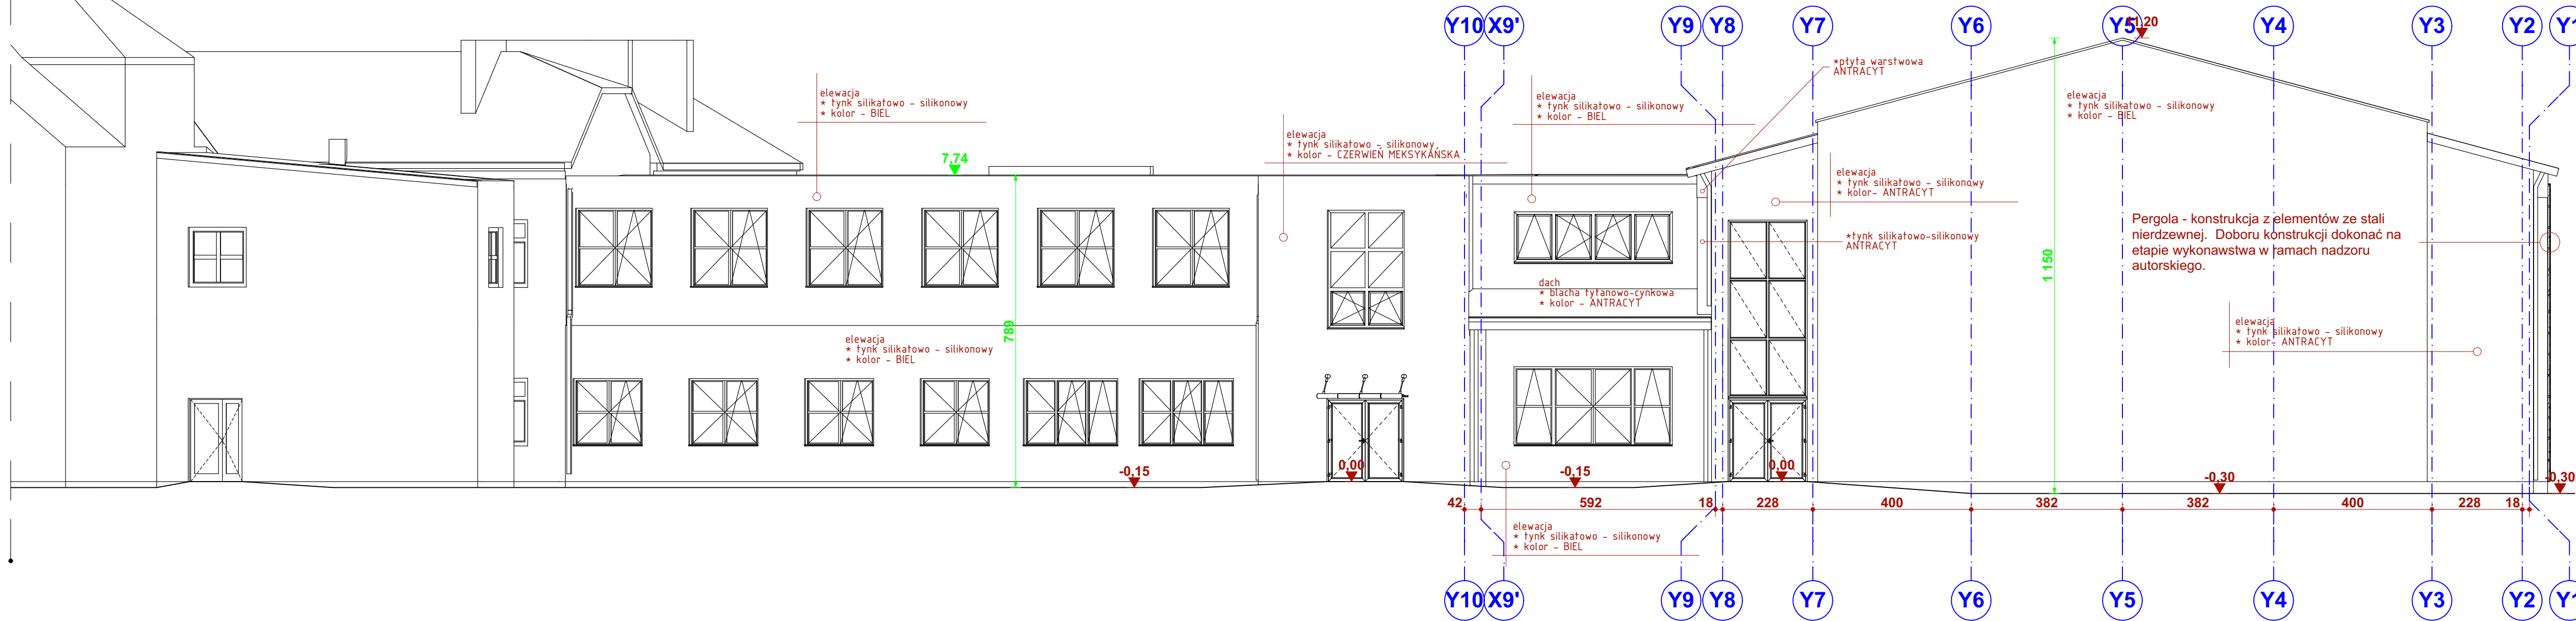 Y10
X9'
Y9
Y8
Y7
Y6
Y5
Y4
Y3
Y2
11,20
*płyta warstwowa
ANTRACYT
elewacja
* tynk silikatowo - silikonowy
* kolor - BIEL
elewacja
* tynk silikatowo - silikonowy
* kolor - BIEL
elewacja
* tynk silikatowo - silikonowy
* kolor - BIEL
elewacja
* tynk silikatowo - silikonowy
* kolor - CZERWIEŃ MEKSYKAŃSKA
7,74
elewacja
* tynk silikatowo - silikonowy
* kolor- ANTRACYT
Pergola - konstrukcja z elementów ze stali
nierdzewnej. Doboru konstrukcji dokonać na
etapie wykonawstwa w ramach nadzoru
autorskiego.
*tynk silikatowo-silikonowy
ANTRACYT
1 150
dach
* blacha tytanowo-cynkowa
* kolor - ANTRACYT
789
elewacja
* tynk silikatowo - silikonowy
* kolor - BIEL
elewacja
* tynk silikatowo - silikonowy
* kolor- ANTRACYT
-0,15
0,00
-0,15
0,00
-0,30
-0,30
42
592
18
228
400
382
382
400
228
18
elewacja
* tynk silikatowo - silikonowy
* kolor - BIEL
Y10
X9'
Y9
Y8
Y7
Y6
Y5
Y4
Y3
Y2